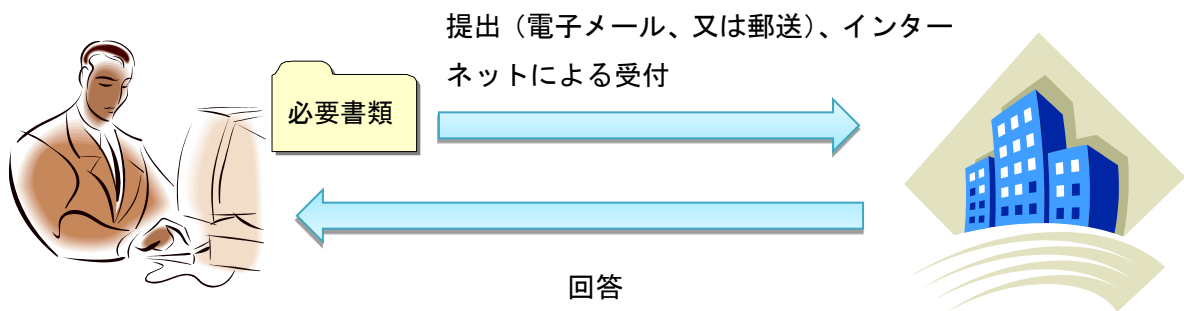 提出（電子メール、又は郵送）、インター
ネットによる受付
必要書類
回答